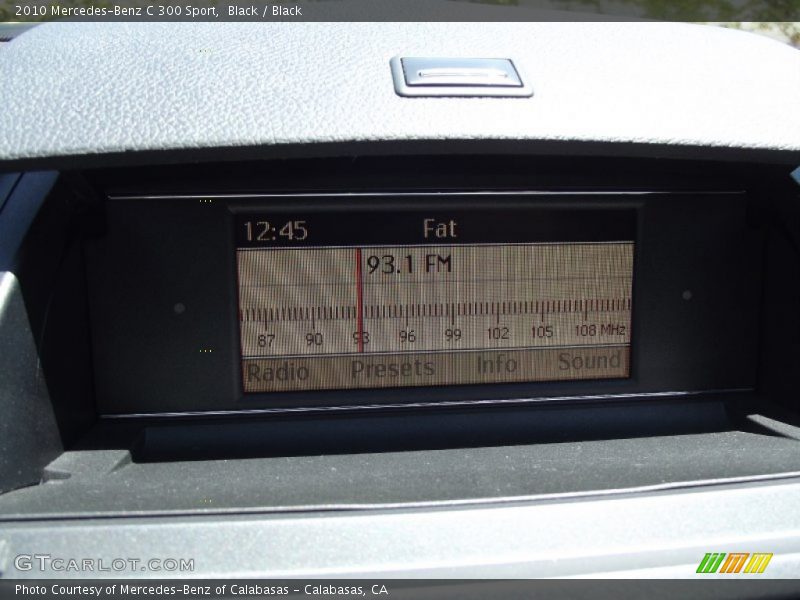 2010 Mercedes-Benz C 300 Sport,  Black / Black
12:45 Fat
93.1 FM
87 90 93 96 99 102 105 108 MHz
Radio Presets Info Sound
GTcarlot.com
Photo Courtesy of Mercedes-Benz of Calabasas - Calabasas, CA